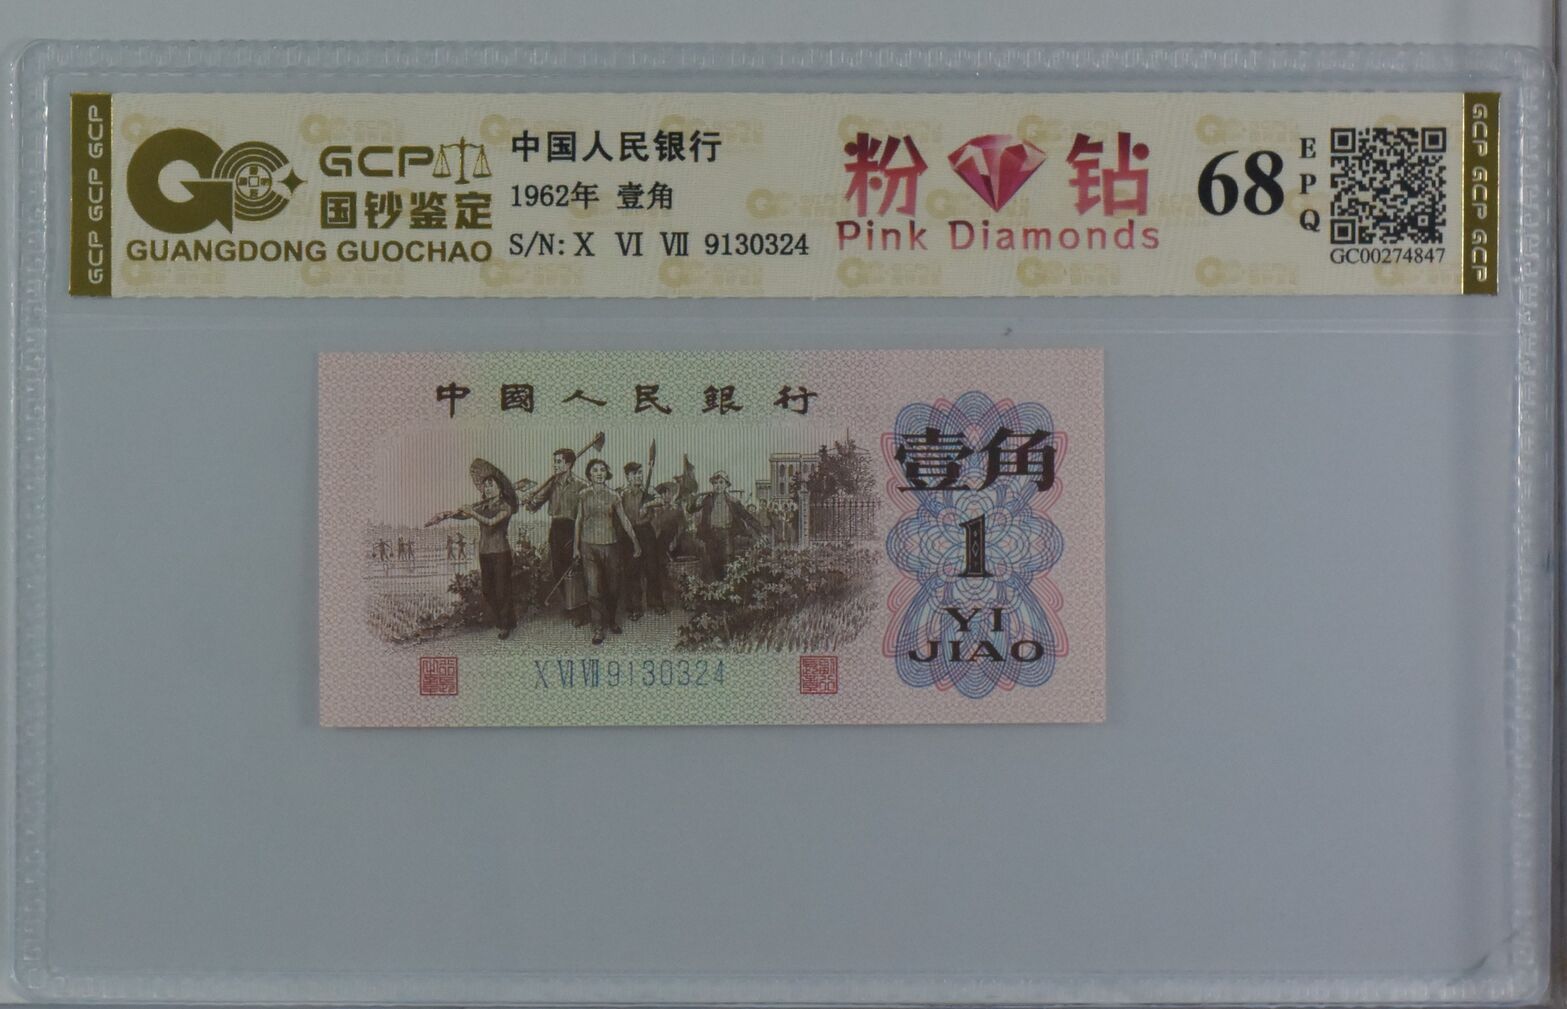 GCP GCP GCP
GCP
国钞鉴定
GUANGDONG GUOCHAO
中国人民银行
1962年 壹角
S/N: X VI VII 9130324
粉 钻
Pink Diamonds
68
EPQ
GC00274847
GCP GCP GCP
中國人民銀行
壹角
1
YI
JIAO
X VI VII 9130324